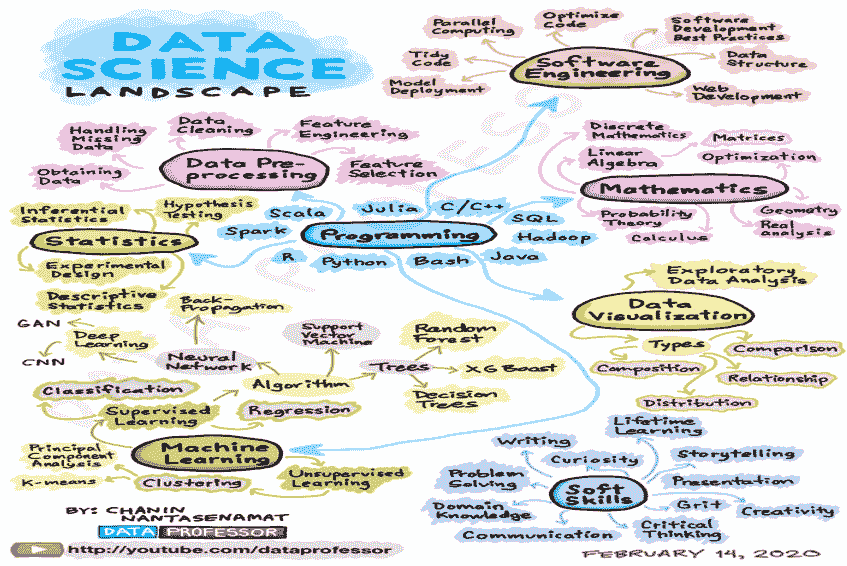 DATA
SCIENCE
LANDSCAPE
Parallel
Computing
Optimize
Code
Software
Development
Best Practices
Tidy
Code
Software
Engineering
Data
Structure
Model
Deployment
Web
Development
Handling
Missing
Data
Data
Cleaning
Feature
Engineering
Obtaining
Data
Data Pre-
processing
Feature
Selection
Discrete
Mathematics
Matrices
Linear
Algebra
Optimization
Mathematics
Probability
Theory
Calculus
Geometry
Real
analysis
Inferential
Statistics
Hypothesis
Testing
Statistics
Experimental
Design
Descriptive
Statistics
Scala
Julia
C/C++
SQL
Spark
Programming
Hadoop
R
Python
Bash
Java
Exploratory
Data Analysis
Data
Visualization
Types
Comparison
Composition
Relationship
Distribution
Back-
Propagation
GAN
Deep
Learning
CNN
Neural
Network
Support
Vector
Machine
Random
Forest
Algorithm
Trees
XG Boost
Decision
Trees
Classification
Supervised
Learning
Regression
Principal
Component
Analysis
Machine
Learning
K-means
Clustoring
Unsupervised
Learning
Lifetime
Learning
Writing
Curiosity
Storytelling
Problem
Solving
Soft
Skills
Presentation
Domain
Knowledge
Grit
Creativity
Communication
Critical
Thinking
BY: CHANIN
NANTASENAMAT
DATA PROFESSOR
http://youtube.com/dataprofessor
FEBRUARY 14, 2020